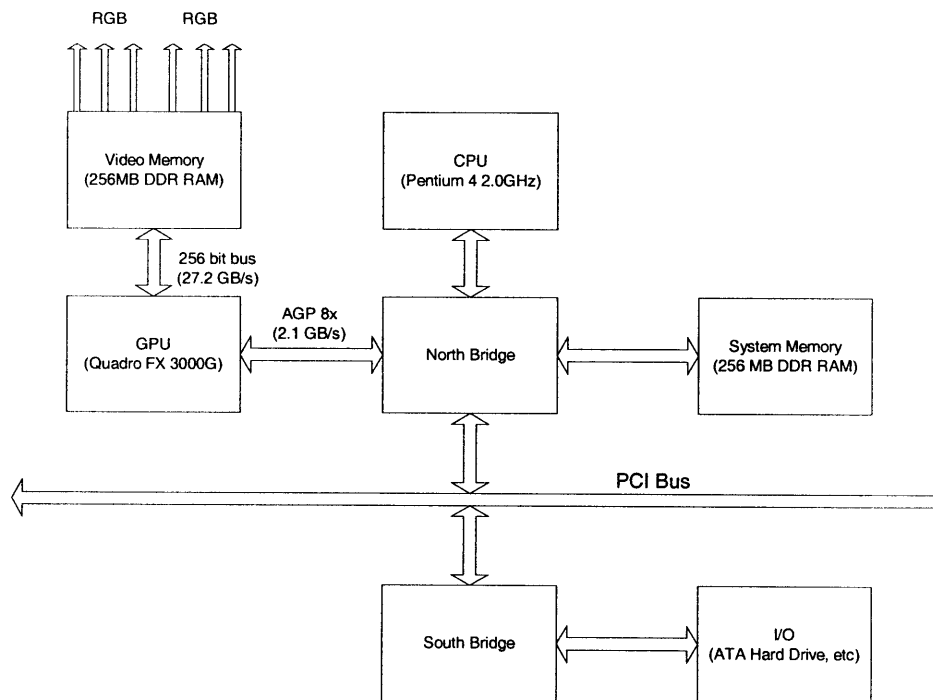 RGB RGB
Video Memory
(256MB DDR RAM)
CPU
(Pentium 4 2.0GHz)
256 bit bus
(27.2 GB/s)
GPU
(Quadro FX 3000G)
AGP 8x
(2.1 GB/s)
North Bridge
System Memory
(256 MB DDR RAM)
PCI Bus
South Bridge
I/O
(ATA Hard Drive, etc)